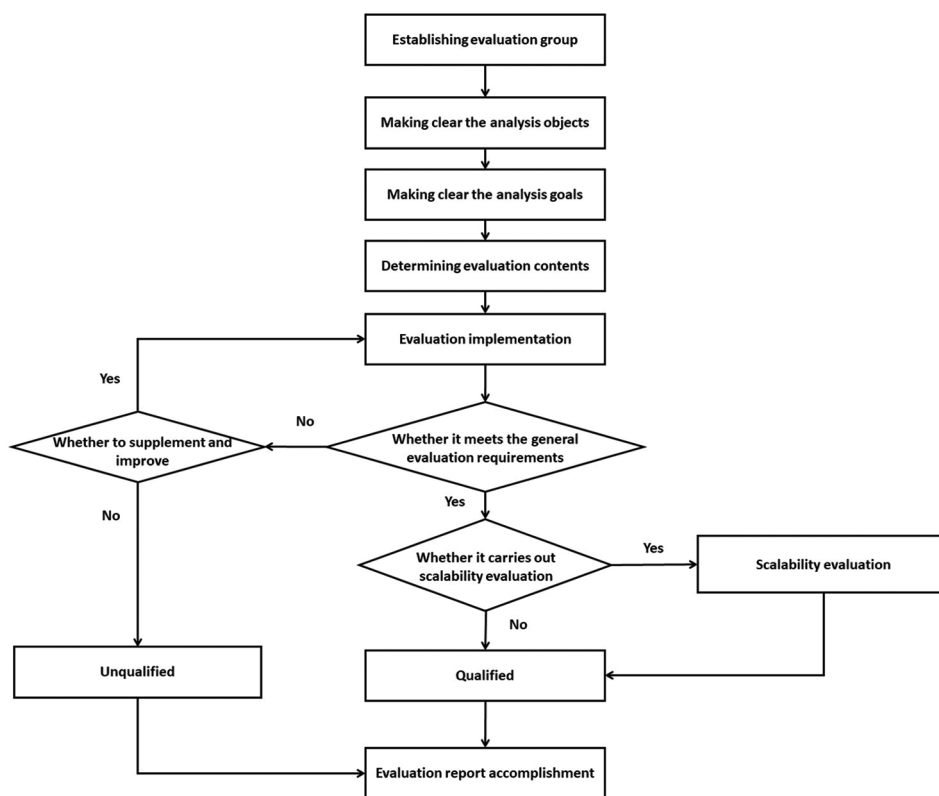 Establishing evaluation group
Making clear the analysis objects
Making clear the analysis goals
Determining evaluation contents
Evaluation implementation
Yes
No
Whether to supplement and
improve
Whether it meets the general
evaluation requirements
No
Yes
Whether it carries out
scalability evaluation
Yes
Scalability evaluation
No
Unqualified
Qualified
Evaluation report accomplishment